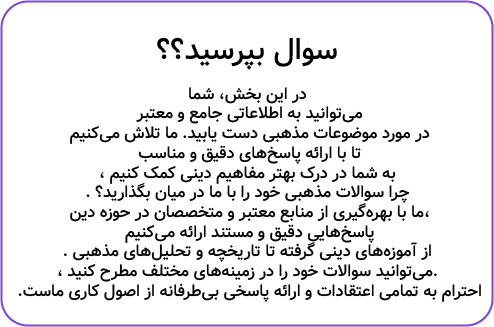 سوال بپرسید؟؟
در این بخش، شما
می‌توانید به اطلاعاتی جامع و معتبر
در مورد موضوعات مذهبی دست یابید. ما تلاش می‌کنیم
تا با ارائه پاسخ‌های دقیق و مناسب
به شما در درک بهتر مفاهیم دینی کمک کنیم ،
چرا سوالات مذهبی خود را با ما در میان بگذارید؟ .
،ما با بهره‌گیری از منابع معتبر و متخصصان در حوزه دین
پاسخ‌هایی دقیق و مستند ارائه می‌کنیم
از آموزه‌های دینی گرفته تا تاریخچه و تحلیل‌های مذهبی .
.می‌توانید سوالات خود را در زمینه‌های مختلف مطرح کنید ،
احترام به تمامی اعتقادات و ارائه پاسخی بی‌طرفانه از اصول کاری ماست.